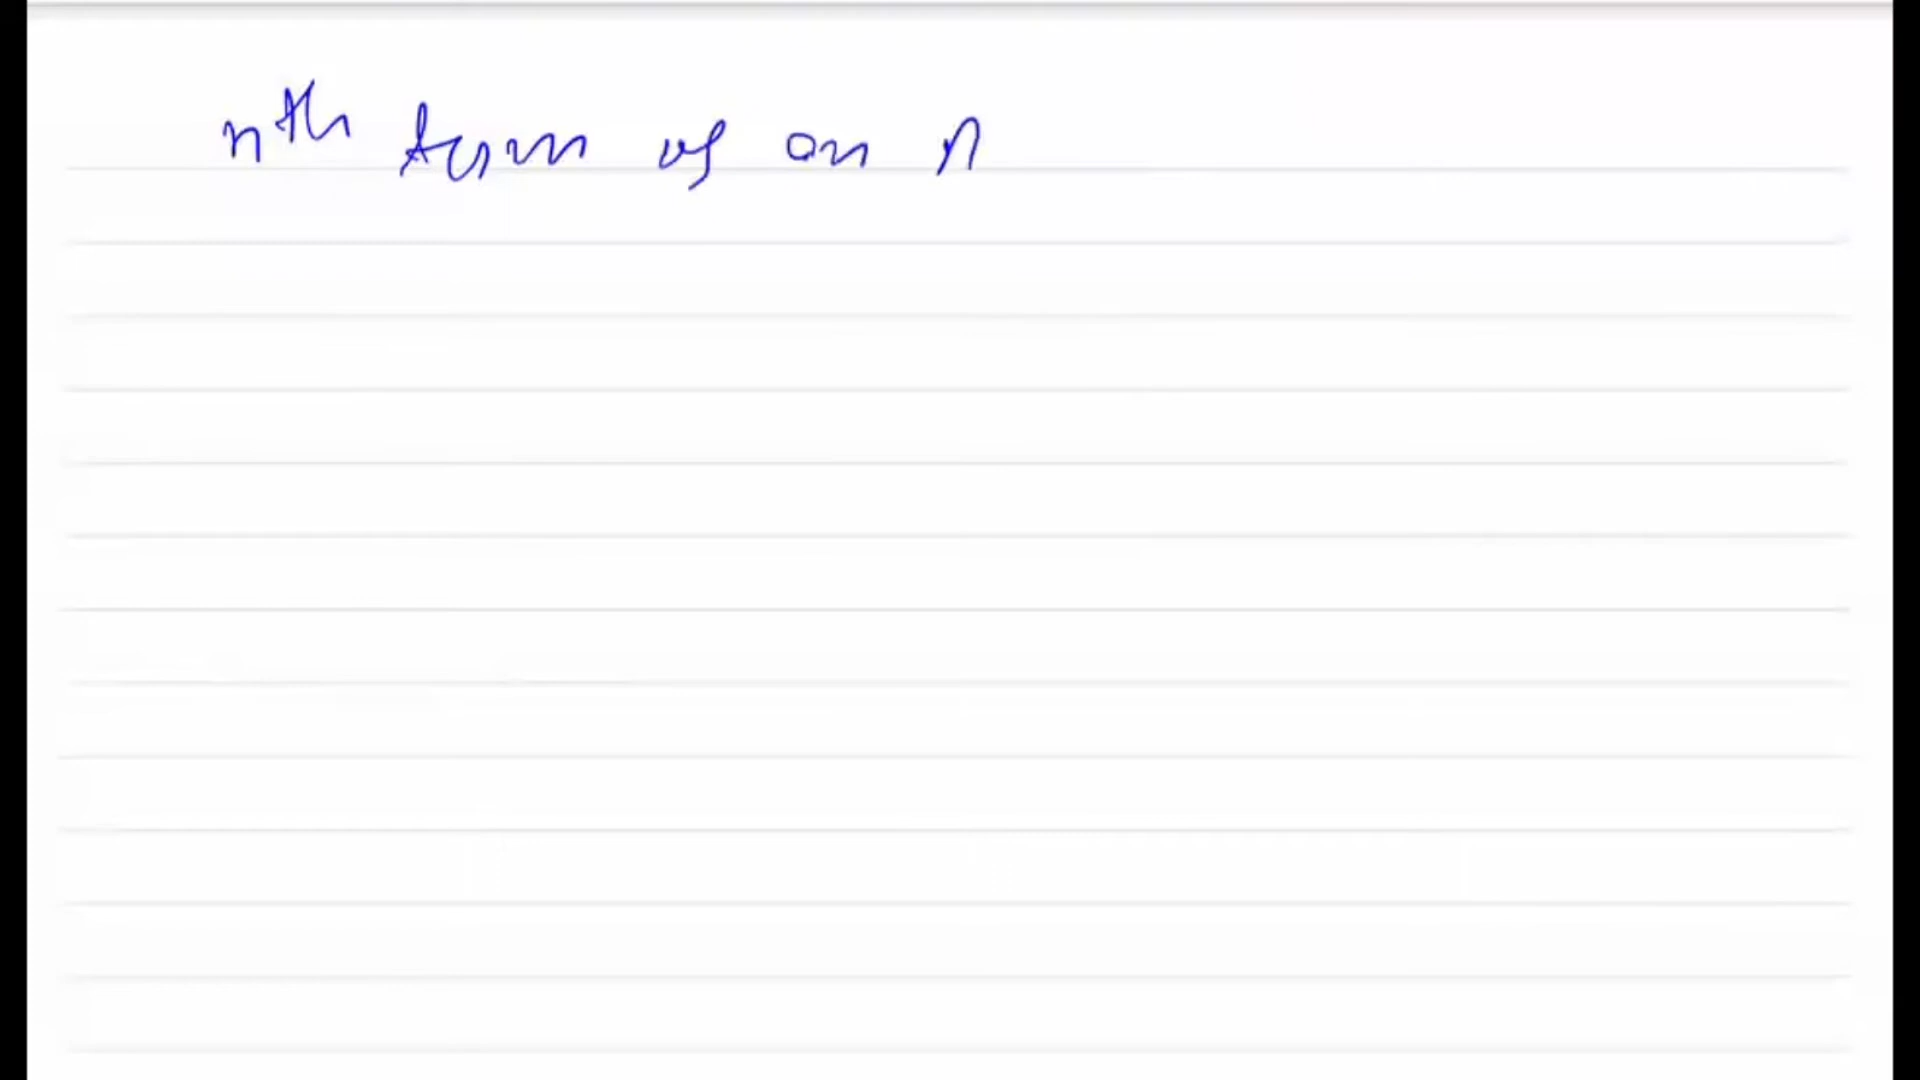 nth term of an